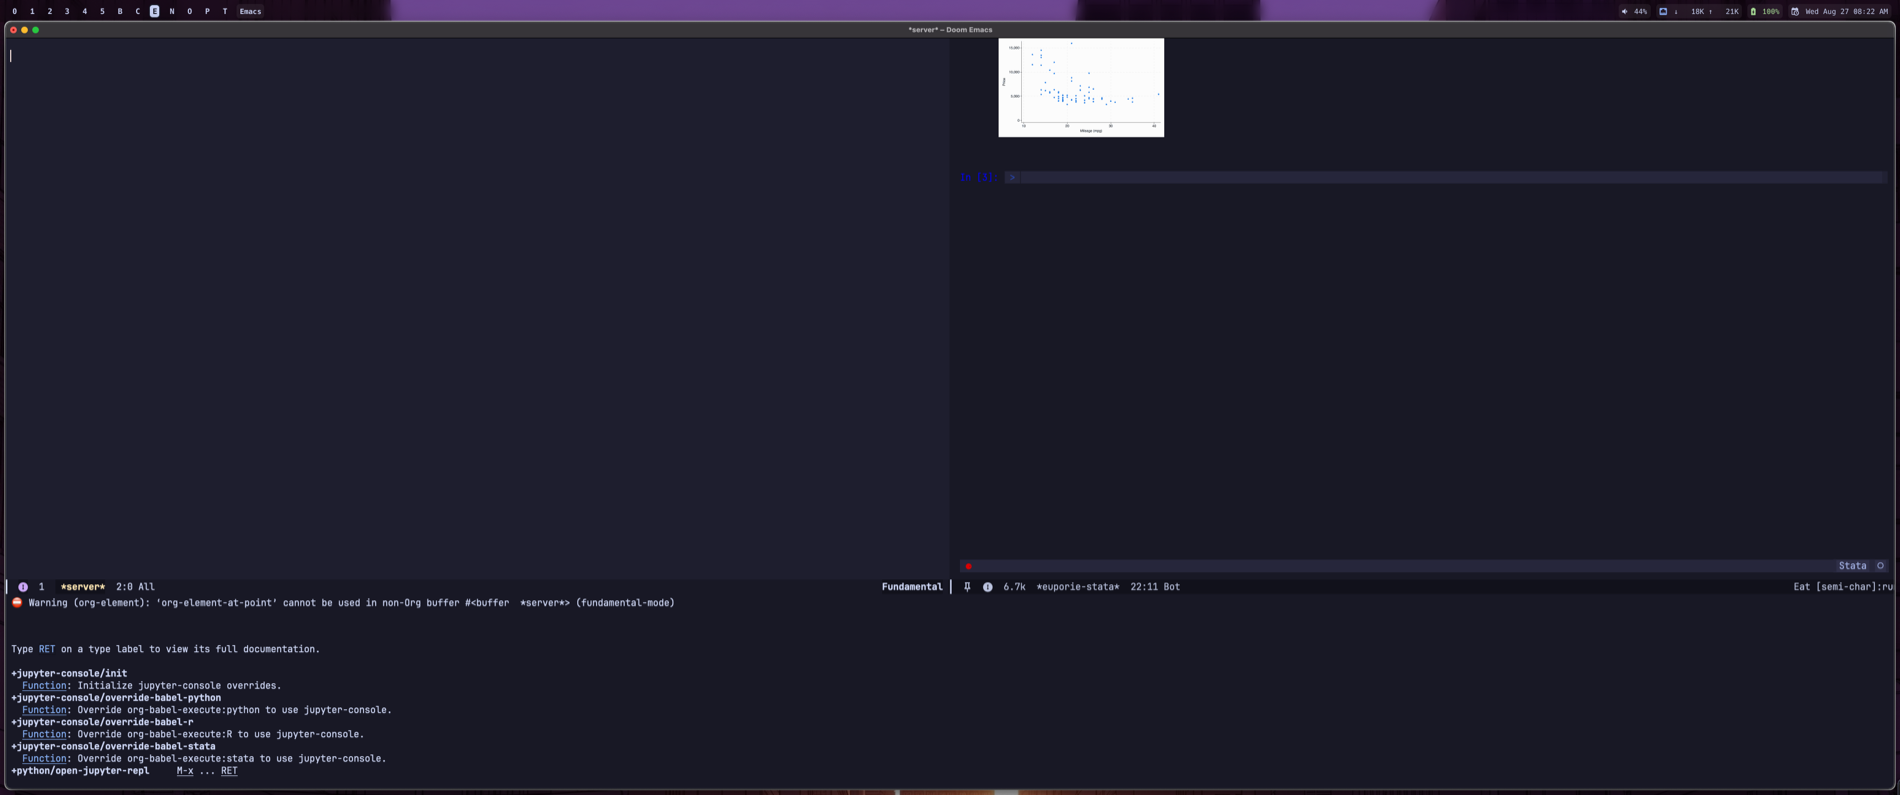 0 1 2 3 4 5 B C E N O P T Emacs
44% ↓ 18K ↑ 21K 100% Wed Aug 27 08:22 AM
*server* – Doom Emacs
15,000
10,000
5,000
0
Price
10 20 30 40
Mileage (mpg)
In [3]: >
Stata
1 *server* 2:0 All Fundamental
6.7k *euporie-stata* 22:11 Bot Eat [semi-char]:ru
Warning (org-element): ‘org-element-at-point’ cannot be used in non-Org buffer #<buffer  *server*> (fundamental-mode)
Type RET on a type label to view its full documentation.
+jupyter-console/init
Function: Initialize jupyter-console overrides.
+jupyter-console/override-babel-python
Function: Override org-babel-execute:python to use jupyter-console.
+jupyter-console/override-babel-r
Function: Override org-babel-execute:R to use jupyter-console.
+jupyter-console/override-babel-stata
Function: Override org-babel-execute:stata to use jupyter-console.
+python/open-jupyter-repl M-x ... RET